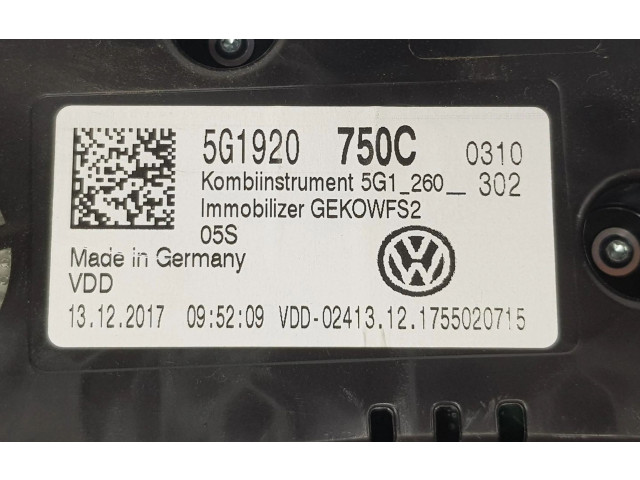 5G1920 750C 0310
Kombiinstrument 5G1_260__ 302
Immobilizer GEKOWFS2
05S
Made in Germany
VDD
13.12.2017 09:52:09 VDD-02413.12.1755020715